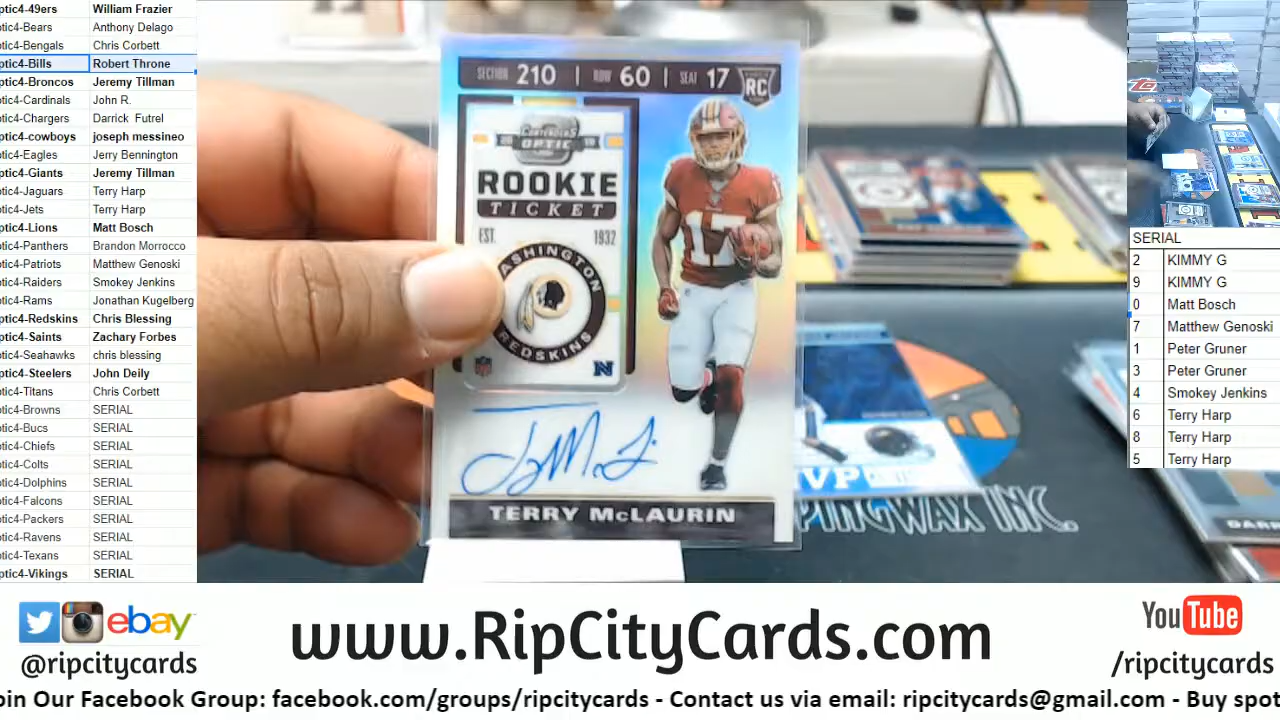 ptic4-49ers William Frazier
ptic4-Bears Anthony Delago
ptic4-Bengals Chris Corbett
ptic4-Bills Robert Throne
ptic4-Broncos Jeremy Tillman
ptic4-Cardinals John R.
ptic4-Chargers Darrick Futrel
ptic4-cowboys joseph messineo
ptic4-Eagles Jerry Bennington
ptic4-Giants Jeremy Tillman
ptic4-Jaguars Terry Harp
ptic4-Jets Terry Harp
ptic4-Lions Matt Bosch
ptic4-Panthers Brandon Morrocco
ptic4-Patriots Matthew Genoski
ptic4-Raiders Smokey Jenkins
ptic4-Rams Jonathan Kugelberg
ptic4-Redskins Chris Blessing
ptic4-Saints Zachary Forbes
ptic4-Seahawks chris blessing
ptic4-Steelers John Deily
ptic4-Titans Chris Corbett
ptic4-Browns SERIAL
ptic4-Bucs SERIAL
ptic4-Chiefs SERIAL
ptic4-Colts SERIAL
ptic4-Dolphins SERIAL
ptic4-Falcons SERIAL
ptic4-Packers SERIAL
ptic4-Ravens SERIAL
ptic4-Texans SERIAL
ptic4-Vikings SERIAL
SECTION 210 | ROW 60 | SEAT 17
RC
CONTENDERS
OPTIC
ROOKIE
TICKET
EST. 1932
WASHINGTON
REDSKINS
NFL N
TERRY McLAURIN
VP
PINGWAX INC.
SERIAL
2 KIMMY G
9 KIMMY G
0 Matt Bosch
7 Matthew Genoski
1 Peter Gruner
3 Peter Gruner
4 Smokey Jenkins
6 Terry Harp
8 Terry Harp
5 Terry Harp
ebay
@ripcitycards
www.RipCityCards.com
YouTube
/ripcitycards
oin Our Facebook Group: facebook.com/groups/ripcitycards - Contact us via email: ripcitycards@gmail.com - Buy spot